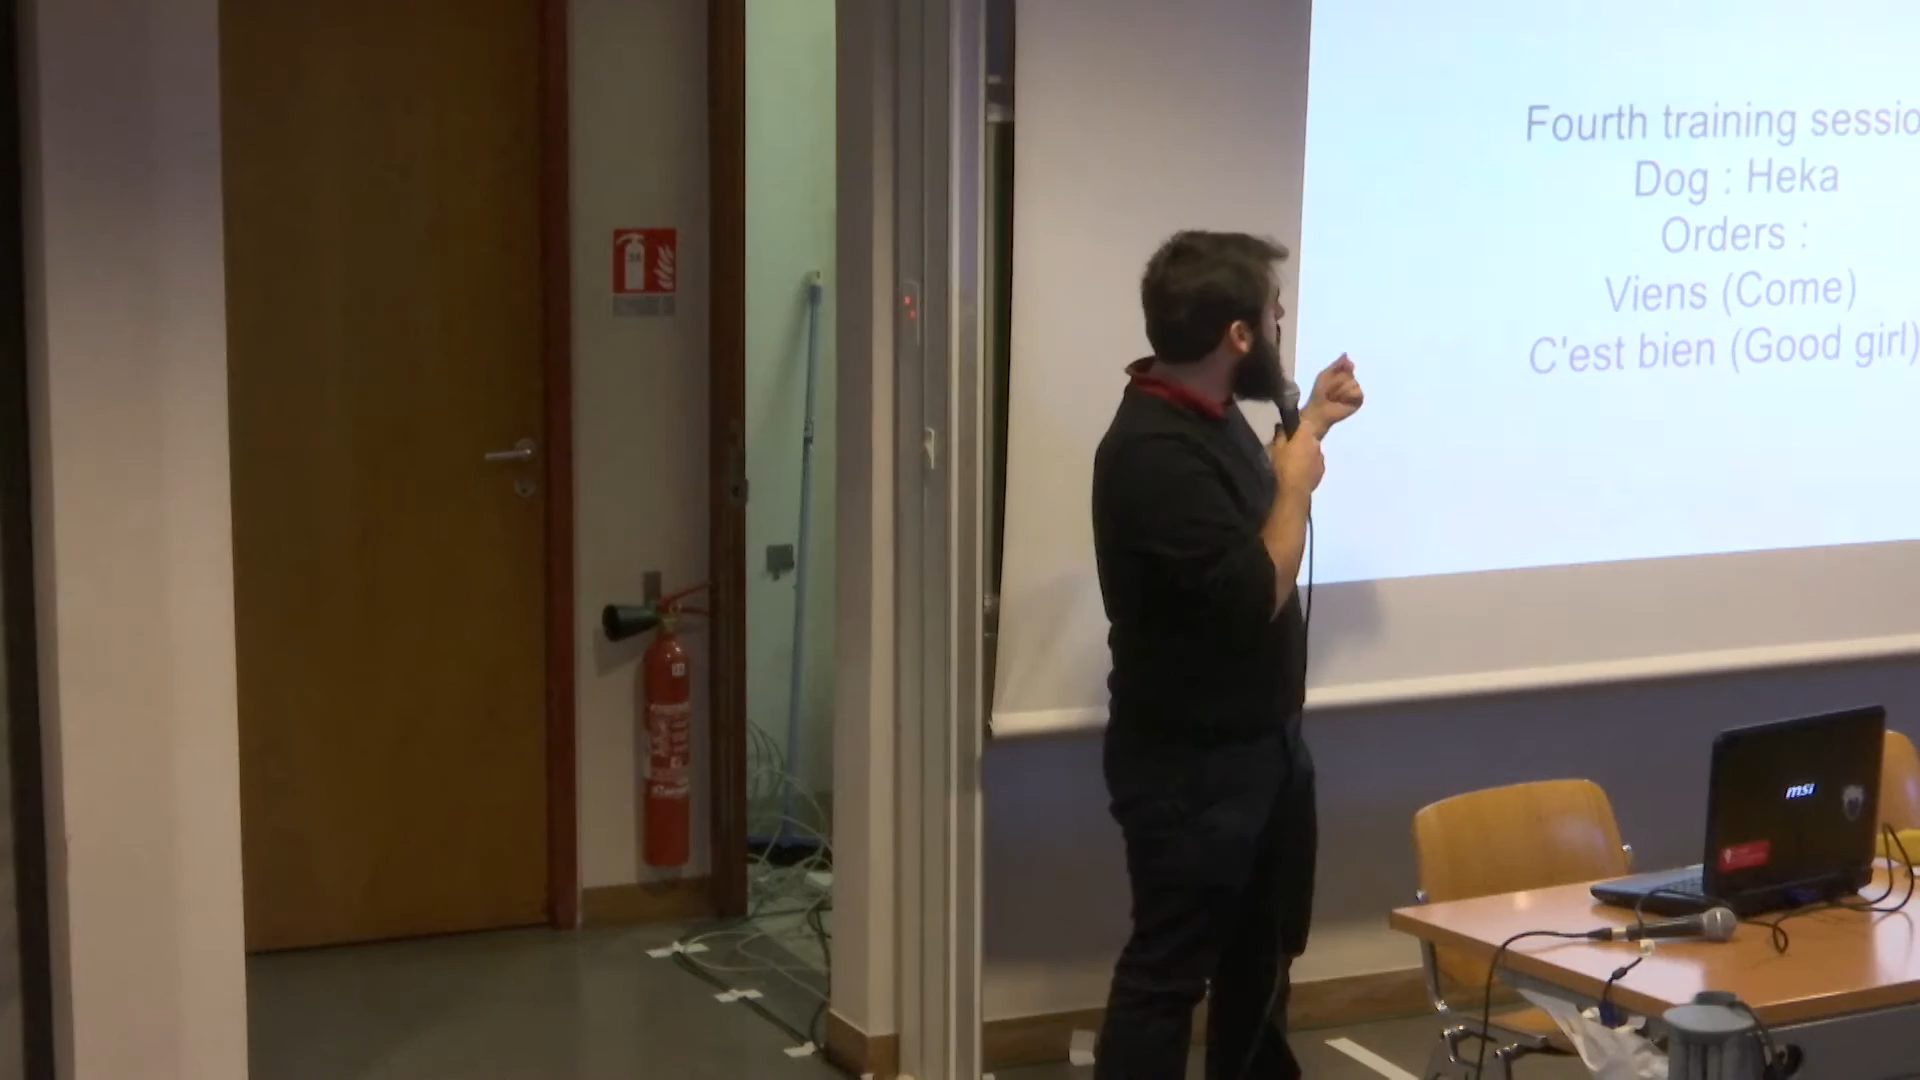 Fourth training sessio
Dog : Heka
Orders :
Viens (Come)
C'est bien (Good girl)
msi